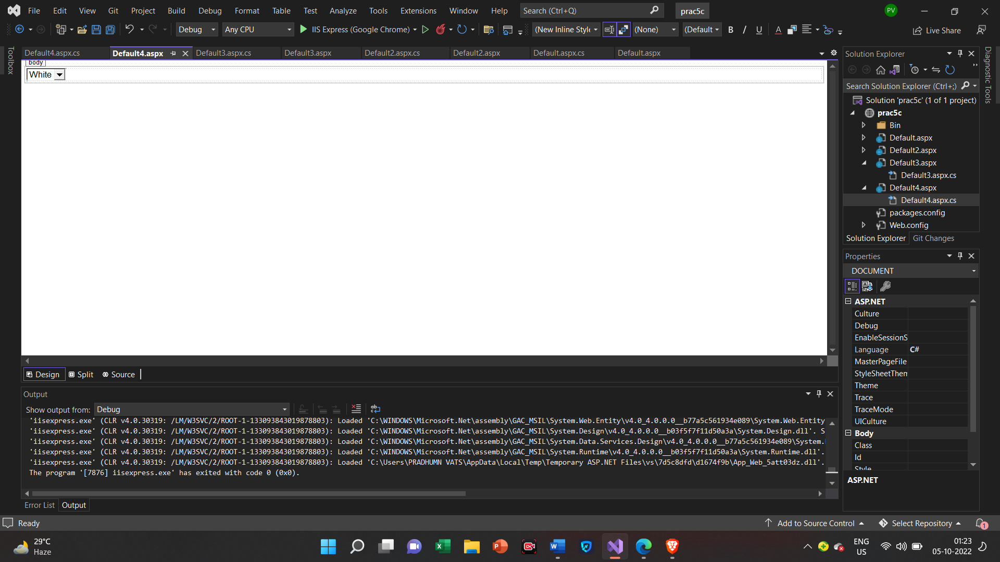 File Edit View Git Project Build Debug Format Table Test Analyze Tools Extensions Window Help Search (Ctrl+Q) prac5c PV
Debug Any CPU IIS Express (Google Chrome) (New Inline Style (None) (Default B I U A Live Share
Toolbox
Default4.aspx.cs Default4.aspx Default3.aspx.cs Default3.aspx Default2.aspx.cs Default2.aspx Default.aspx.cs Default.aspx
body
White
Design Split Source
Output
Show output from: Debug
'iisexpress.exe' (CLR v4.0.30319: /LM/W3SVC/2/ROOT-1-133093843019878803): Loaded 'C:\WINDOWS\Microsoft.Net\assembly\GAC_MSIL\System.Web.Entity\v4.0_4.0.0.0__b77a5c561934e089\System.Web.Entity
'iisexpress.exe' (CLR v4.0.30319: /LM/W3SVC/2/ROOT-1-133093843019878803): Loaded 'C:\WINDOWS\Microsoft.Net\assembly\GAC_MSIL\System.Design\v4.0_4.0.0.0__b03f5f7f11d50a3a\System.Design.dll'. S
'iisexpress.exe' (CLR v4.0.30319: /LM/W3SVC/2/ROOT-1-133093843019878803): Loaded 'C:\WINDOWS\Microsoft.Net\assembly\GAC_MSIL\System.Data.Services.Design\v4.0_4.0.0.0__b77a5c561934e089\System.
'iisexpress.exe' (CLR v4.0.30319: /LM/W3SVC/2/ROOT-1-133093843019878803): Loaded 'C:\WINDOWS\Microsoft.Net\assembly\GAC_MSIL\System.Runtime\v4.0_4.0.0.0__b03f5f7f11d50a3a\System.Runtime.dll'.
'iisexpress.exe' (CLR v4.0.30319: /LM/W3SVC/2/ROOT-1-133093843019878803): Loaded 'C:\Users\PRADHUMN VATS\AppData\Local\Temp\Temporary ASP.NET Files\vs\7d5c8dfd\d1674f9b\App_Web_5att03dz.dll'.
The program '[7876] iisexpress.exe' has exited with code 0 (0x0).
Error List Output
Solution Explorer
Search Solution Explorer (Ctrl+;)
Solution 'prac5c' (1 of 1 project)
prac5c
Bin
Default.aspx
Default2.aspx
Default3.aspx
Default3.aspx.cs
Default4.aspx
Default4.aspx.cs
packages.config
Web.config
Solution Explorer Git Changes
Properties
DOCUMENT
ASP.NET
Culture
Debug
EnableSessionS
Language C#
MasterPageFile
StyleSheetThem
Theme
Trace
TraceMode
UICulture
Body
Class
Id
Style
ASP.NET
Diagnostic Tools
Ready Add to Source Control Select Repository 1
29°C
Haze
ENG
US
01:23
05-10-2022